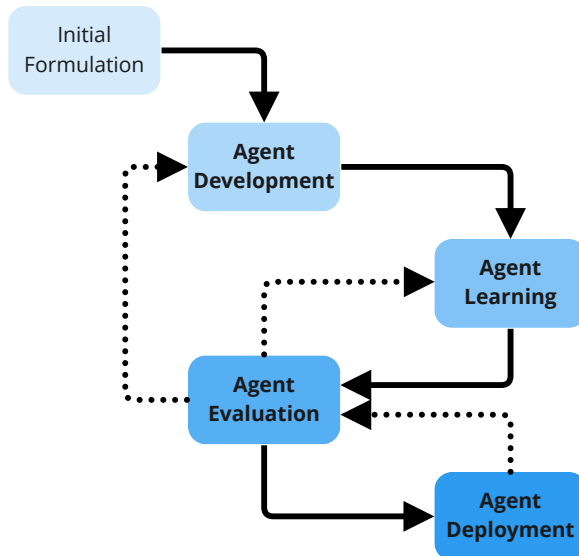 Initial
Formulation
Agent
Development
Agent
Learning
Agent
Evaluation
Agent
Deployment